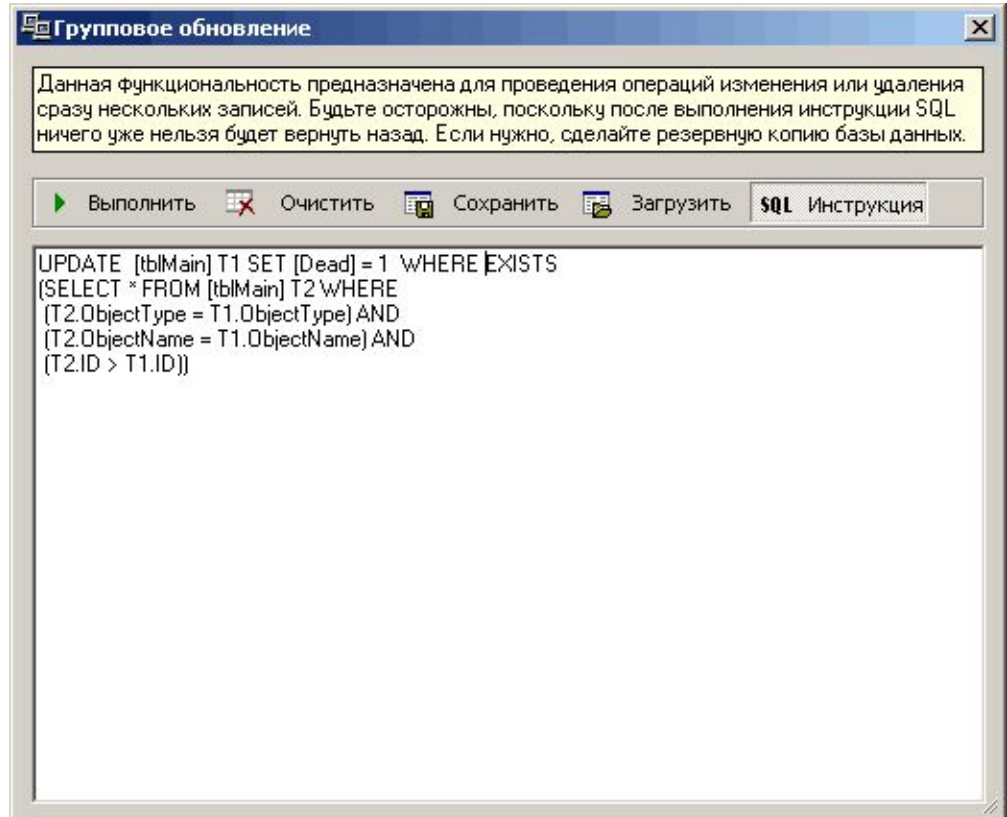 Групповое обновление
Данная функциональность предназначена для проведения операций изменения или удаления
сразу нескольких записей. Будьте осторожны, поскольку после выполнения инструкции SQL
ничего уже нельзя будет вернуть назад. Если нужно, сделайте резервную копию базы данных.
Выполнить Очистить Сохранить Загрузить SQL Инструкция
UPDATE [tblMain] T1 SET [Dead] = 1 WHERE EXISTS
(SELECT * FROM [tblMain] T2 WHERE
(T2.ObjectType = T1.ObjectType) AND
(T2.ObjectName = T1.ObjectName) AND
(T2.ID > T1.ID))